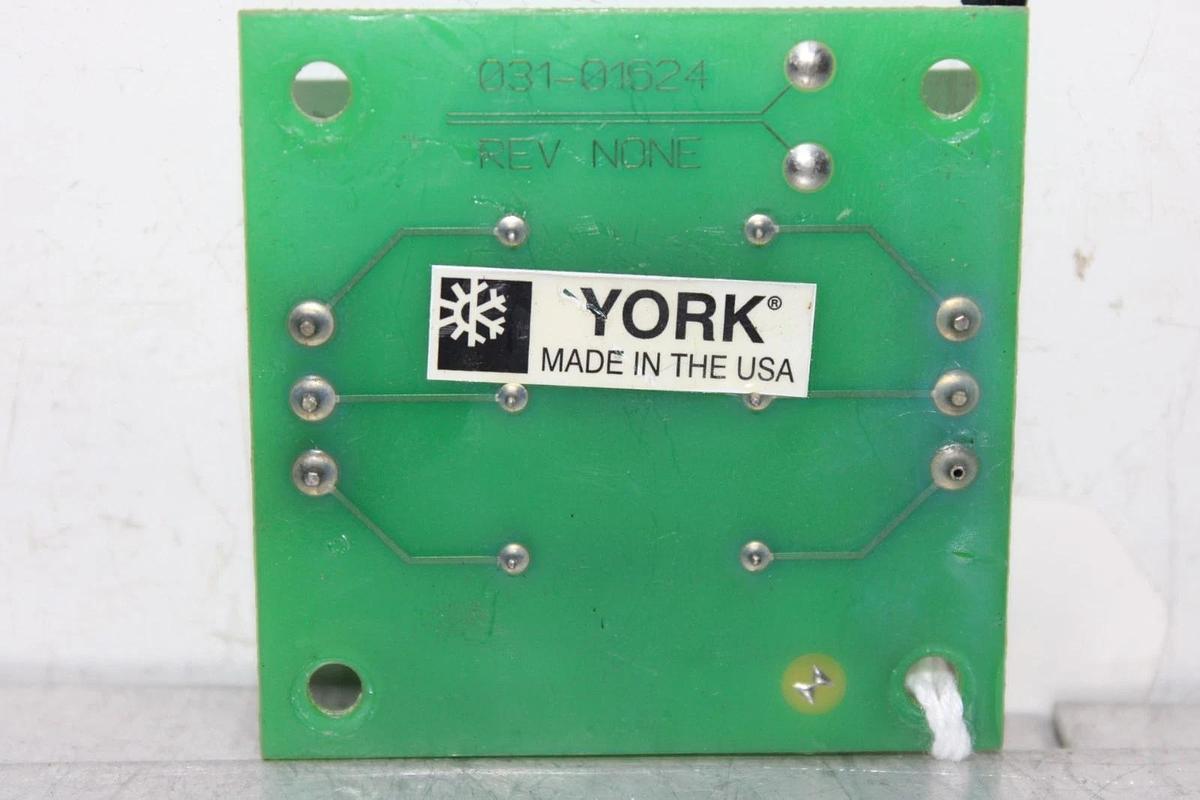 031-01624
REV NONE
YORK®
MADE IN THE USA